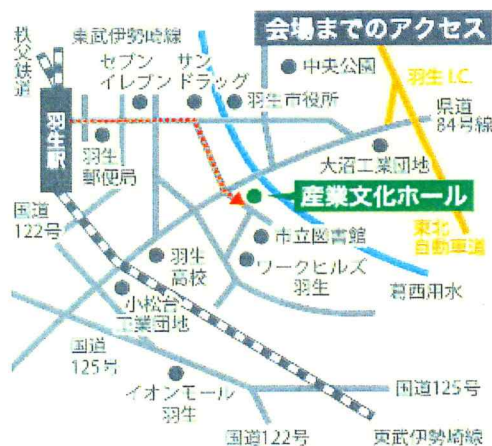 会場までのアクセス
秩父鉄道
東武伊勢崎線
セブン
イレブン
サン
ドラッグ
中央公園
羽生市役所
羽生I.C.
県道
84号線
羽生駅
羽生
郵便局
大沼工業団地
産業文化ホール
国道
122号
市立図書館
東北
自動車道
羽生
高校
ワークヒルズ
羽生
葛西用水
小松台
工業団地
国道
125号
イオンモール
羽生
国道125号
国道122号
東武伊勢崎線